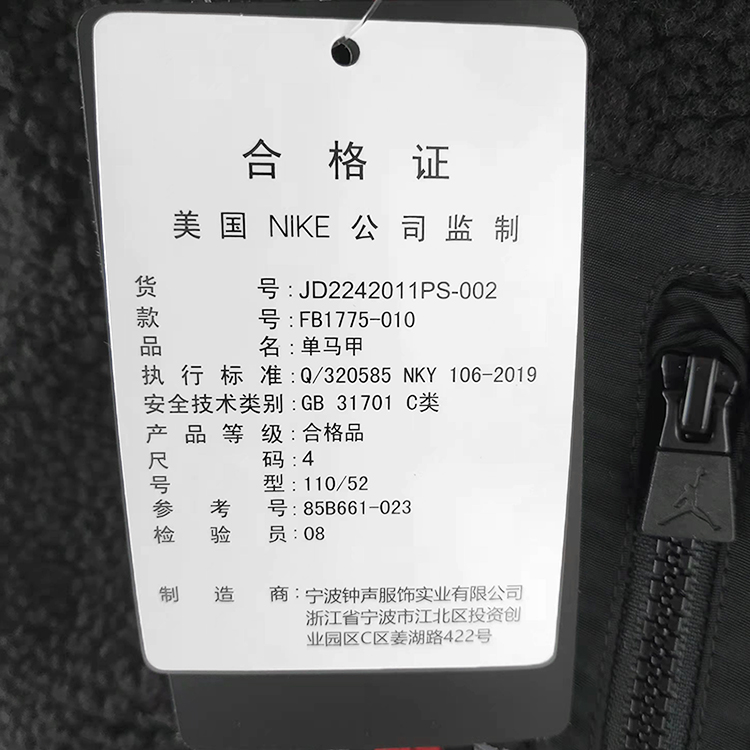 合格证
美国 NIKE 公司监制
货号:JD2242011PS-002
款号:FB1775-010
品名:单马甲
执行标准:Q/320585 NKY 106-2019
安全技术类别:GB 31701 C类
产品等级:合格品
尺码:4
号型:110/52
参考号:85B661-023
检验员:08
制造商:宁波钟声服饰实业有限公司
浙江省宁波市江北区投资创
业园区C区姜湖路422号